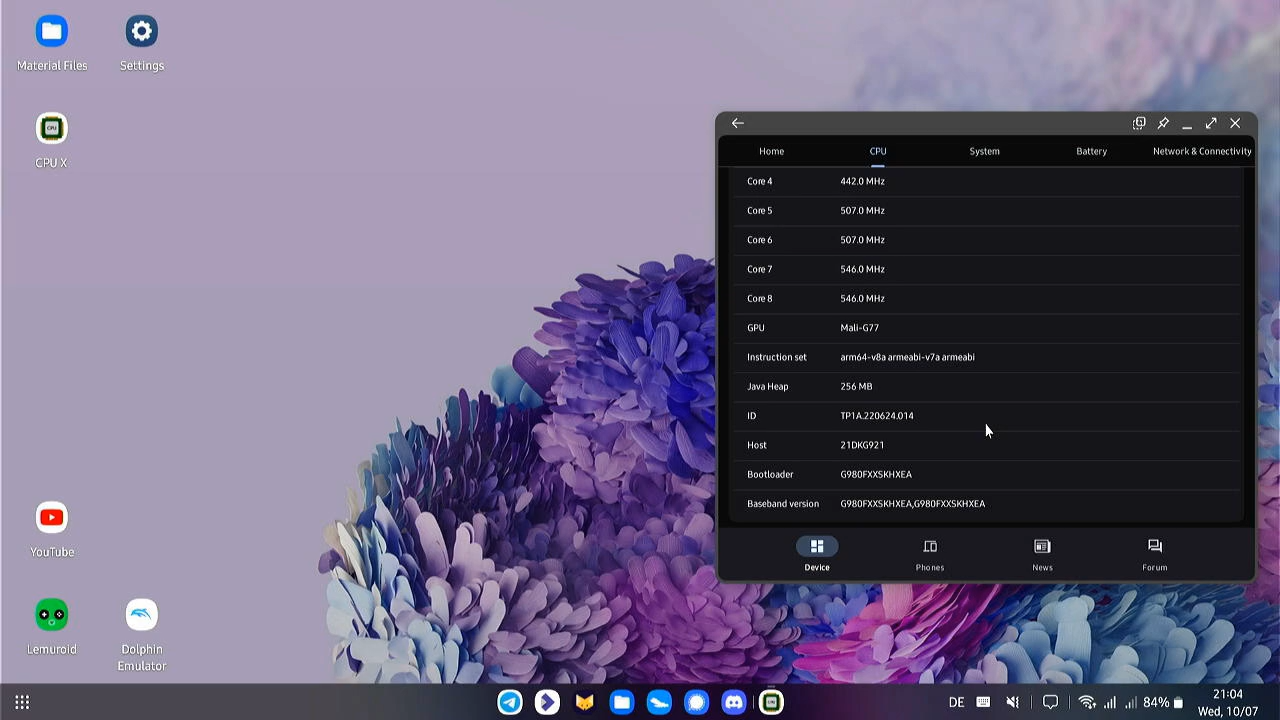 Material Files
Settings
CPU
CPU X
YouTube
Lemuroid
Dolphin
Emulator
Home
CPU
System
Battery
Network & Connectivity
Core 4 442.0 MHz
Core 5 507.0 MHz
Core 6 507.0 MHz
Core 7 546.0 MHz
Core 8 546.0 MHz
GPU Mali-G77
Instruction set arm64-v8a armeabi-v7a armeabi
Java Heap 256 MB
ID TP1A.220624.014
Host 21DKG921
Bootloader G980FXXSKHXEA
Baseband version G980FXXSKHXEA,G980FXXSKHXEA
Device
Phones
News
Forum
DE
84%
21:04
Wed, 10/07